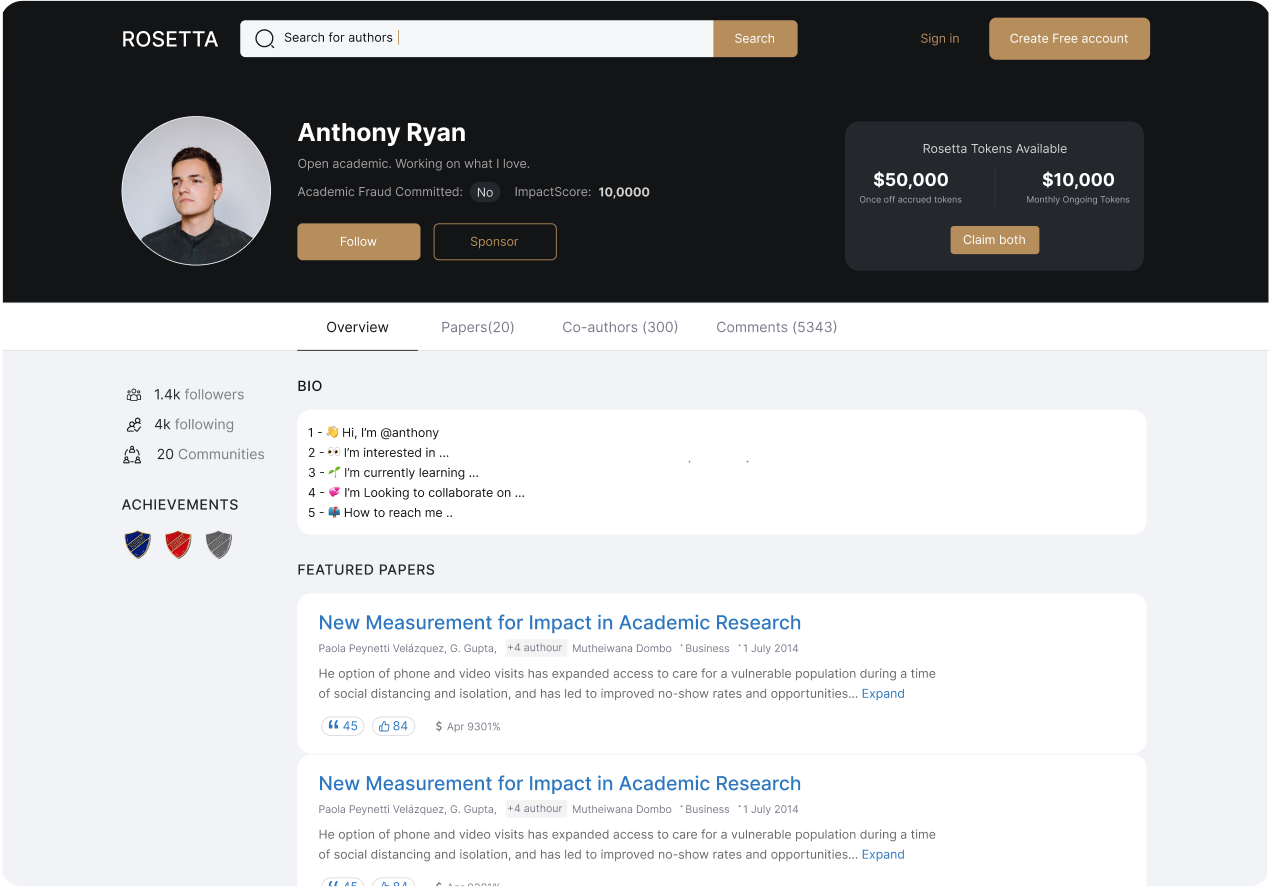 ROSETTA
Search for authors
Search
Sign in
Create Free account
Anthony Ryan
Open academic. Working on what I love.
Academic Fraud Committed: No ImpactScore: 10,0000
Follow
Sponsor
Rosetta Tokens Available
$50,000 $10,000
Once off accrued tokens Monthly Ongoing Tokens
Claim both
Overview Papers(20) Co-authors (300) Comments (5343)
1.4k followers
4k following
20 Communities
ACHIEVEMENTS
BIO
1 - 👋 Hi, I'm @anthony
2 - 👀 I'm interested in ...
3 - 🌱 I'm currently learning ...
4 - 💞 I'm Looking to collaborate on ...
5 - 📫 How to reach me ..
FEATURED PAPERS
New Measurement for Impact in Academic Research
Paola Peynetti Velázquez, G. Gupta, +4 authour Mutheiwana Dombo · Business · 1 July 2014
He option of phone and video visits has expanded access to care for a vulnerable population during a time
of social distancing and isolation, and has led to improved no-show rates and opportunities... Expand
45 84 $ Apr 9301%
New Measurement for Impact in Academic Research
Paola Peynetti Velázquez, G. Gupta, +4 authour Mutheiwana Dombo · Business · 1 July 2014
He option of phone and video visits has expanded access to care for a vulnerable population during a time
of social distancing and isolation, and has led to improved no-show rates and opportunities... Expand
45 84 $ Apr 9301%